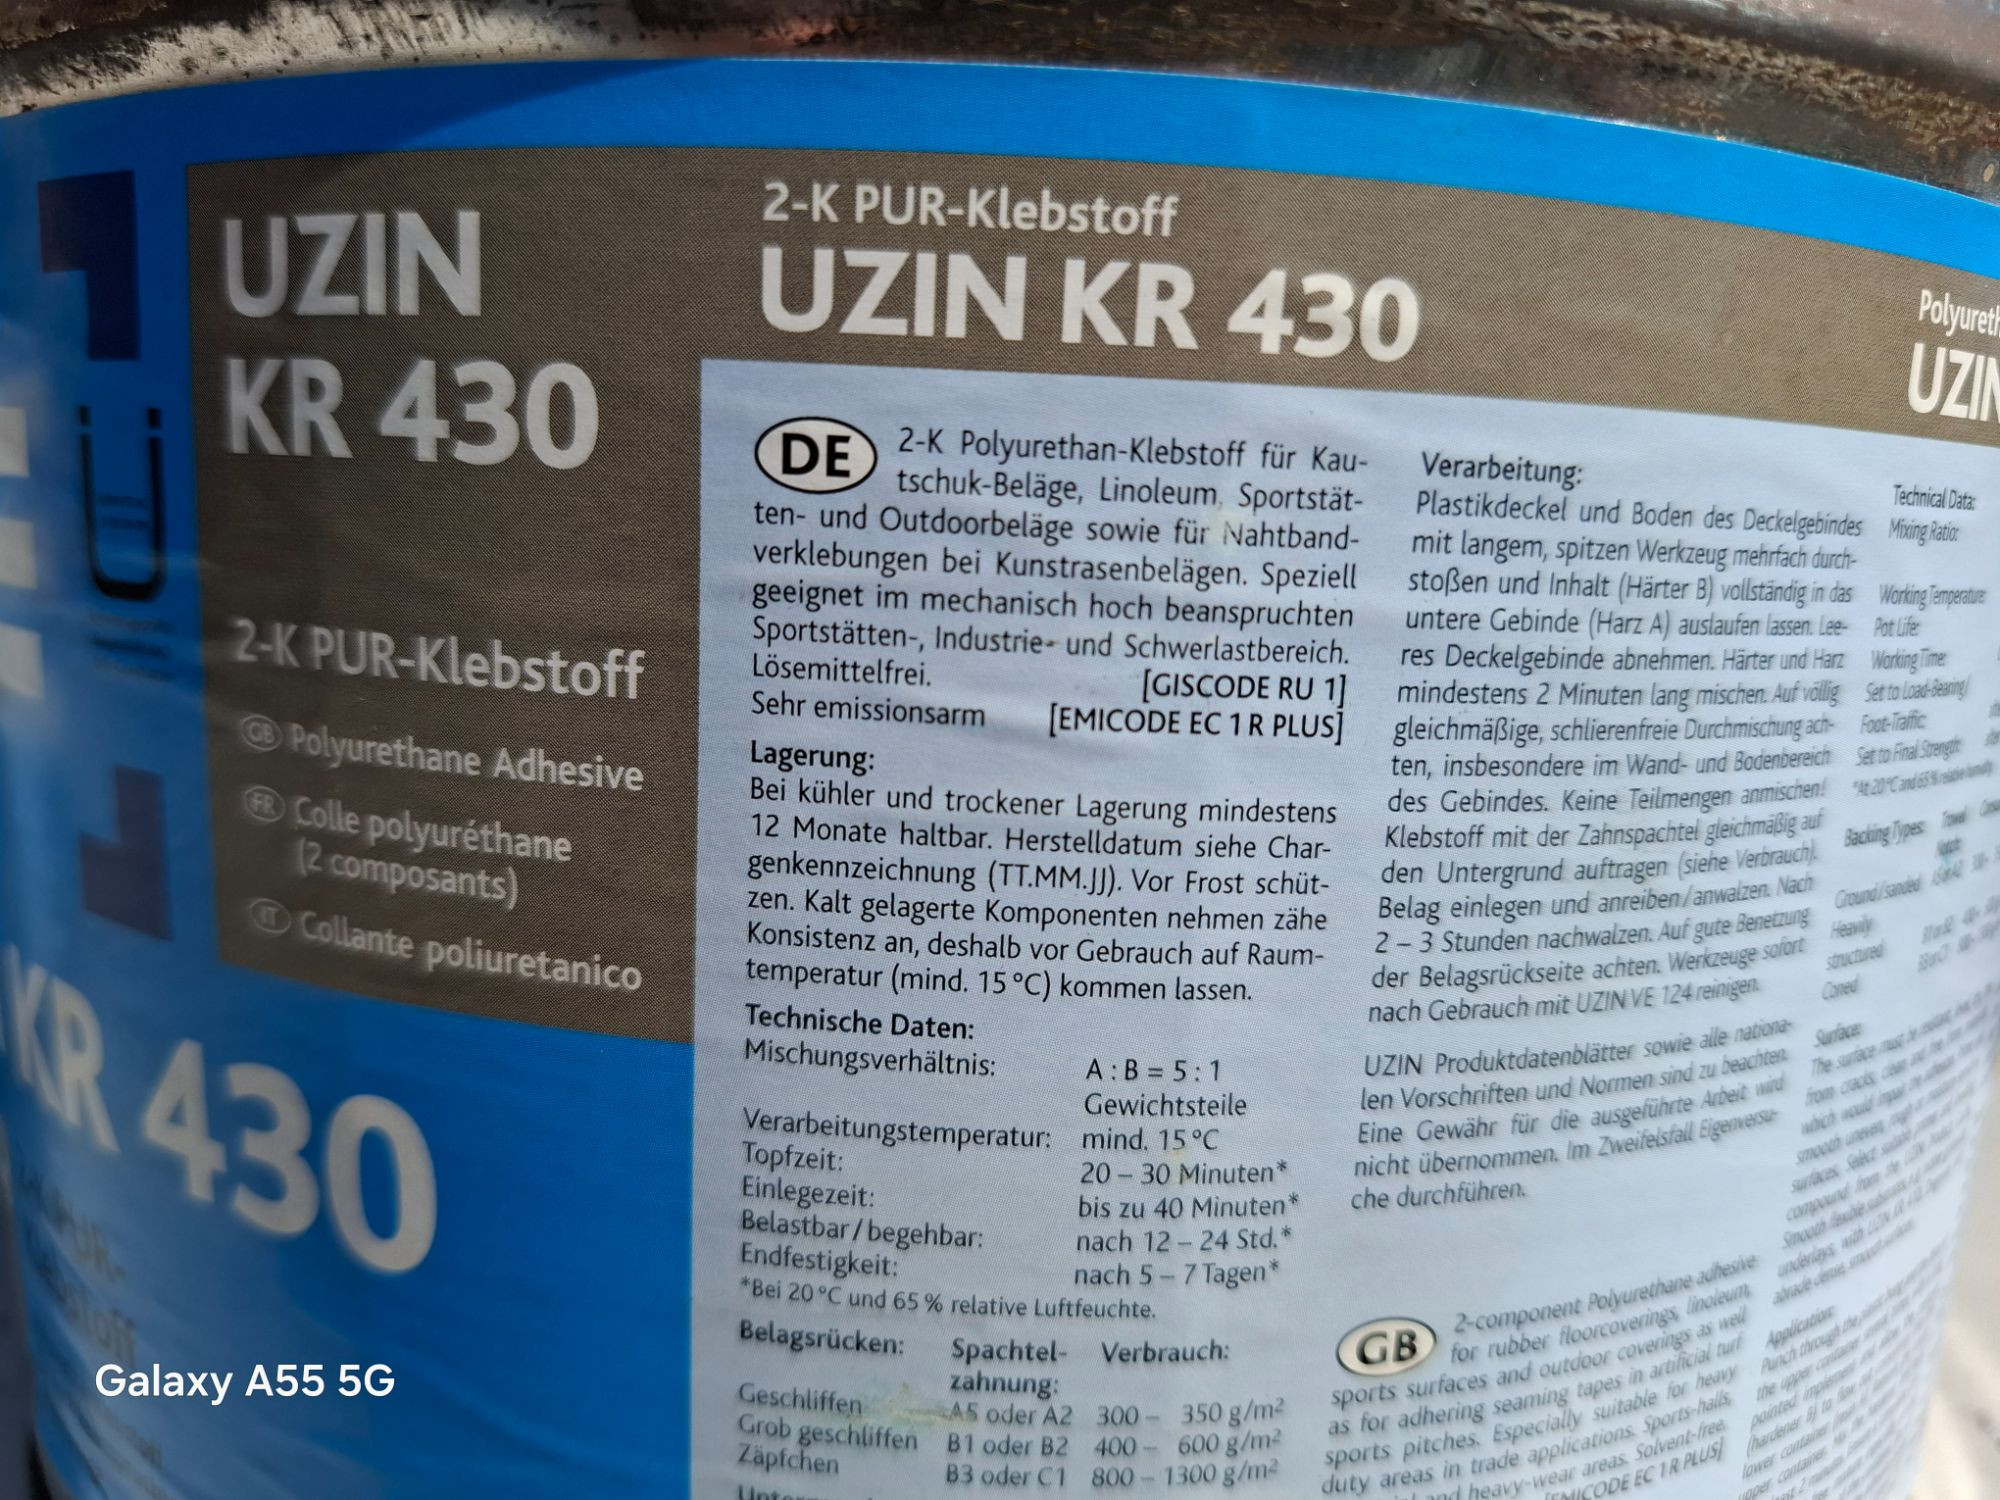 UZIN
KR 430
2-K PUR-Klebstoff
GB Polyurethane Adhesive
FR Colle polyuréthane
(2 composants)
IT Collante poliuretanico
KR 430
2-K PUR-Klebstoff
UZIN KR 430
DE 2-K Polyurethan-Klebstoff für Kau-
tschuk-Beläge, Linoleum, Sportstät-
ten- und Outdoorbeläge sowie für Nahtband-
verklebungen bei Kunstrasenbelägen. Speziell
geeignet im mechanisch hoch beanspruchten
Sportstätten-, Industrie- und Schwerlastbereich.
Lösemittelfrei. [GISCODE RU 1]
Sehr emissionsarm [EMICODE EC 1 R PLUS]
Lagerung:
Bei kühler und trockener Lagerung mindestens
12 Monate haltbar. Herstelldatum siehe Char-
genkennzeichnung (TT.MM.JJ). Vor Frost schüt-
zen. Kalt gelagerte Komponenten nehmen zähe
Konsistenz an, deshalb vor Gebrauch auf Raum-
temperatur (mind. 15 °C) kommen lassen.
Technische Daten:
Mischungsverhältnis: A : B = 5 : 1
Gewichtsteile
Verarbeitungstemperatur: mind. 15 °C
Topfzeit: 20 – 30 Minuten*
Einlegezeit: bis zu 40 Minuten*
Belastbar / begehbar: nach 12 – 24 Std.*
Endfestigkeit: nach 5 – 7 Tagen*
*Bei 20 °C und 65 % relative Luftfeuchte.
Belagsrücken: Spachtel- Verbrauch:
zahnung:
Geschliffen A5 oder A2 300 – 350 g/m²
Grob geschliffen B1 oder B2 400 – 600 g/m²
Zäpfchen B3 oder C1 800 – 1300 g/m²
Verarbeitung:
Plastikdeckel und Boden des Deckelgebindes
mit langem, spitzen Werkzeug mehrfach durch-
stoßen und Inhalt (Härter B) vollständig in das
untere Gebinde (Harz A) auslaufen lassen. Lee-
res Deckelgebinde abnehmen. Härter und Harz
mindestens 2 Minuten lang mischen. Auf völlig
gleichmäßige, schlierenfreie Durchmischung ach-
ten, insbesondere im Wand- und Bodenbereich
des Gebindes. Keine Teilmengen anmischen!
Klebstoff mit der Zahnspachtel gleichmäßig auf
den Untergrund auftragen (siehe Verbrauch).
Belag einlegen und anreiben/anwalzen. Nach
2 – 3 Stunden nachwalzen. Auf gute Benetzung
der Belagsrückseite achten. Werkzeuge sofort
nach Gebrauch mit UZIN VE 124 reinigen.
UZIN Produktdatenblätter sowie alle nationa-
len Vorschriften und Normen sind zu beachten.
Eine Gewähr für die ausgeführte Arbeit wird
nicht übernommen. Im Zweifelsfall Eigenversu-
che durchführen.
GB 2-component Polyurethane adhesive
for rubber floorcoverings, linoleum,
sports surfaces and outdoor coverings as well
as for adhering seaming tapes in artificial turf
sports pitches. Especially suitable for heavy
duty areas in trade applications. Sports-halls,
and heavy-wear areas. Solvent-free.
[EMICODE EC 1 R PLUS]
UZIN
Technical Data:
Mixing Ratio:
Working Temperature:
Pot Life:
Working Time:
Set to Load-Bearing/
Foot-Traffic:
Set to Final Strength:
*At 20 °C and 65 % relative humidity.
Backing Types:
Ground/sanded
Heavily
structured
Coned
Surface:
Application:
Galaxy A55 5G